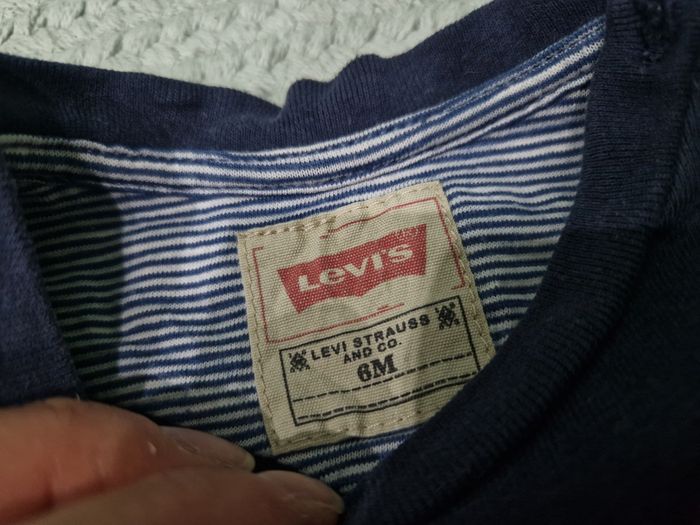 LEVI'S
LEVI STRAUSS
AND CO.
6M